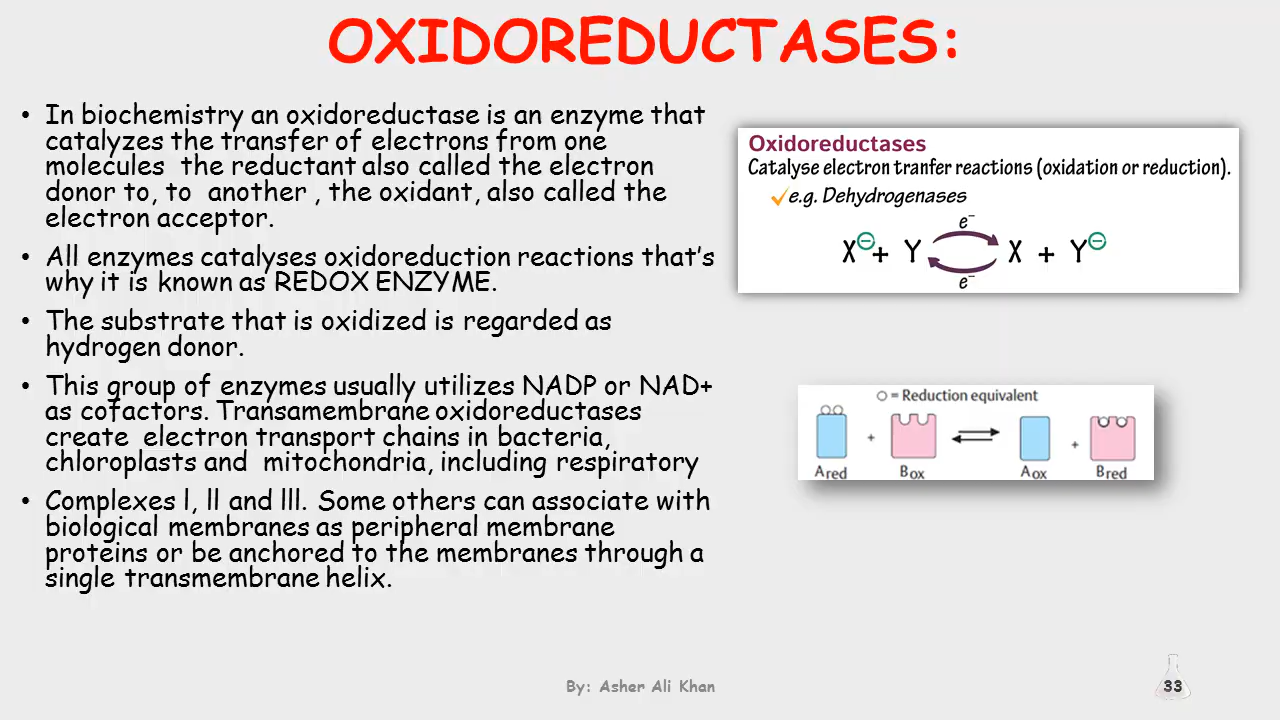 OXIDOREDUCTASES:
• In biochemistry an oxidoreductase is an enzyme that
catalyzes the transfer of electrons from one
molecules the reductant also called the electron
donor to, to another , the oxidant, also called the
electron acceptor.
• All enzymes catalyses oxidoreduction reactions that's
why it is known as REDOX ENZYME.
• The substrate that is oxidized is regarded as
hydrogen donor.
• This group of enzymes usually utilizes NADP or NAD+
as cofactors. Transamembrane oxidoreductases
create electron transport chains in bacteria,
chloroplasts and mitochondria, including respiratory
• Complexes l, ll and lll. Some others can associate with
biological membranes as peripheral membrane
proteins or be anchored to the membranes through a
single transmembrane helix.
Oxidoreductases
Catalyse electron tranfer reactions (oxidation or reduction).
✓e.g. Dehydrogenases
e⁻
X⊖ + Y X + Y⊖
e⁻
○ = Reduction equivalent
+ ⇌ +
Ared Box Aox Bred
By: Asher Ali Khan
33